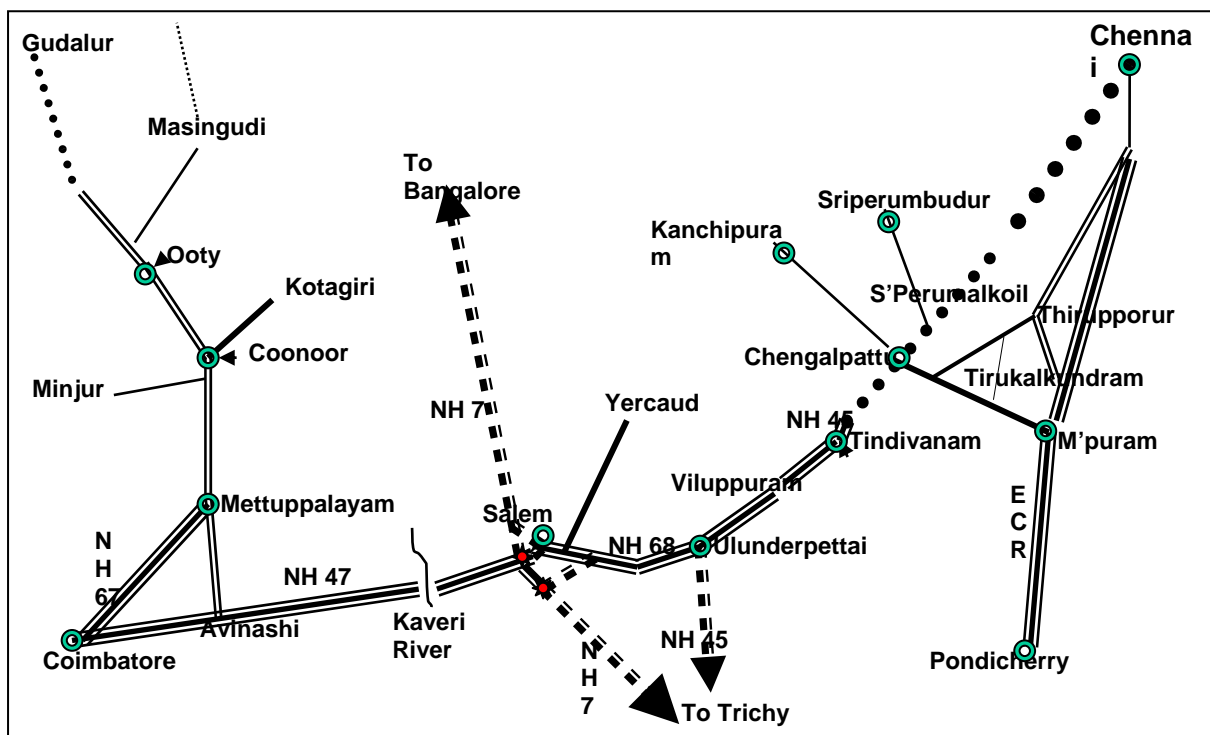 Gudalur
Chenna
i
Masingudi
To
Bangalore
Sriperumbudur
Kanchipura
m
Ooty
Kotagiri
S'Perumalkoil
Thirupporur
Coonoor
Chengalpattu
Minjur
Tirukalkundram
NH 7
Yercaud
NH 45
Tindivanam
M'puram
Viluppuram
Mettuppalayam
Salem
E
C
R
N
H
67
NH 68
Ulunderpettai
NH 47
Avinashi
Kaveri
River
Coimbatore
NH 45
N
H
7
Pondicherry
To Trichy